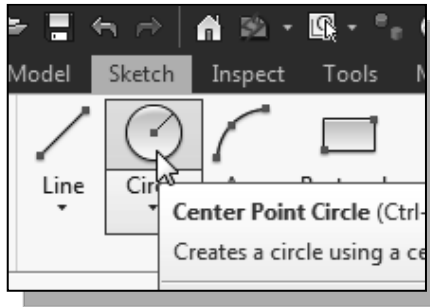 Model Sketch Inspect Tools
Line
Center Point Circle (Ctrl-
Creates a circle using a ce